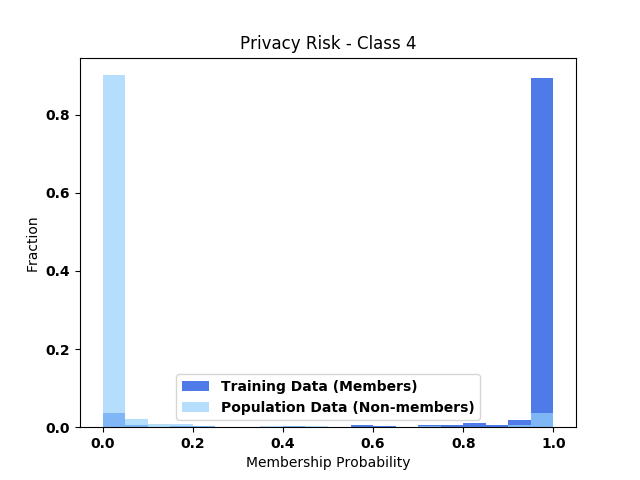 Privacy Risk - Class 4
Fraction
0.8
0.6
0.4
0.2
0.0
Training Data (Members)
Population Data (Non-members)
0.0 0.2 0.4 0.6 0.8 1.0
Membership Probability